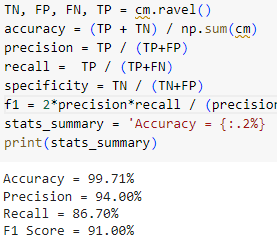 TN, FP, FN, TP = cm.ravel()
accuracy = (TP + TN) / np.sum(cm)
precision = TP / (TP+FP)
recall =  TP / (TP+FN)
specificity = TN / (TN+FP)
f1 = 2*precision*recall / (precision
stats_summary = 'Accuracy = {:.2%}
print(stats_summary)
Accuracy = 99.71%
Precision = 94.00%
Recall = 86.70%
F1 Score = 91.00%